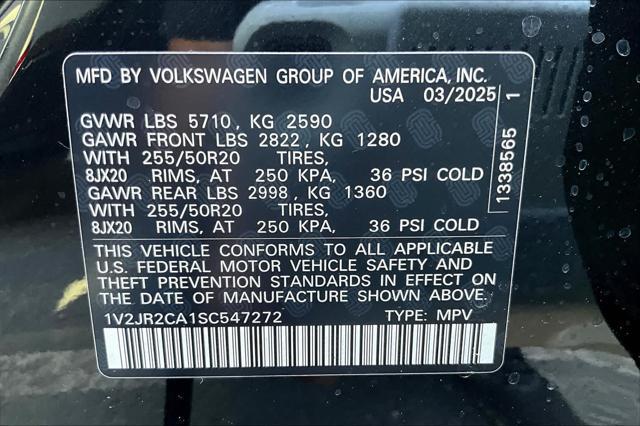 MFD BY VOLKSWAGEN GROUP OF AMERICA, INC.
USA 03/2025
GVWR LBS 5710, KG 2590
GAWR FRONT LBS 2822, KG 1280
WITH 255/50R20 TIRES,
8JX20 RIMS, AT 250 KPA, 36 PSI COLD
GAWR REAR LBS 2998, KG 1360
WITH 255/50R20 TIRES,
8JX20 RIMS, AT 250 KPA, 36 PSI COLD
THIS VEHICLE CONFORMS TO ALL APPLICABLE
U.S. FEDERAL MOTOR VEHICLE SAFETY AND
THEFT PREVENTION STANDARDS IN EFFECT ON
THE DATE OF MANUFACTURE SHOWN ABOVE.
1V2JR2CA1SC547272 TYPE: MPV
1338565 1